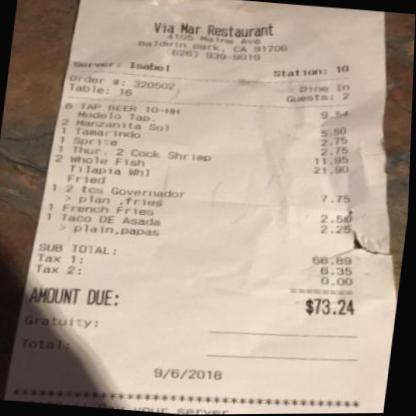 Via Mar Restaurant
4105 Maine Ave
Baldwin Park, CA 91706
(626) 939-9019
Server: Isabel
Station: 10
Order #: 320502
Dine In
Table: 16
Guests: 2
6 TAP BEER 10-HH 9.54
Modelo Tap.
2 Manzanita Sol 5.50
1 Tamarindo 2.75
1 Sprite 2.75
1 Thur. 2 Cock Shrimp 11.95
2 Whole Fish 21.90
Tilapia Whl
Fried
1 2 tcs Governador 7.75
> plan ,fries
1 French Fries 2.50
1 Taco DE Asada 2.25
> plain,papas
SUB TOTAL: 66.89
Tax 1: 6.35
Tax 2: 0.00
AMOUNT DUE: $73.24
Gratuity:
Total:
9/6/2018
your server